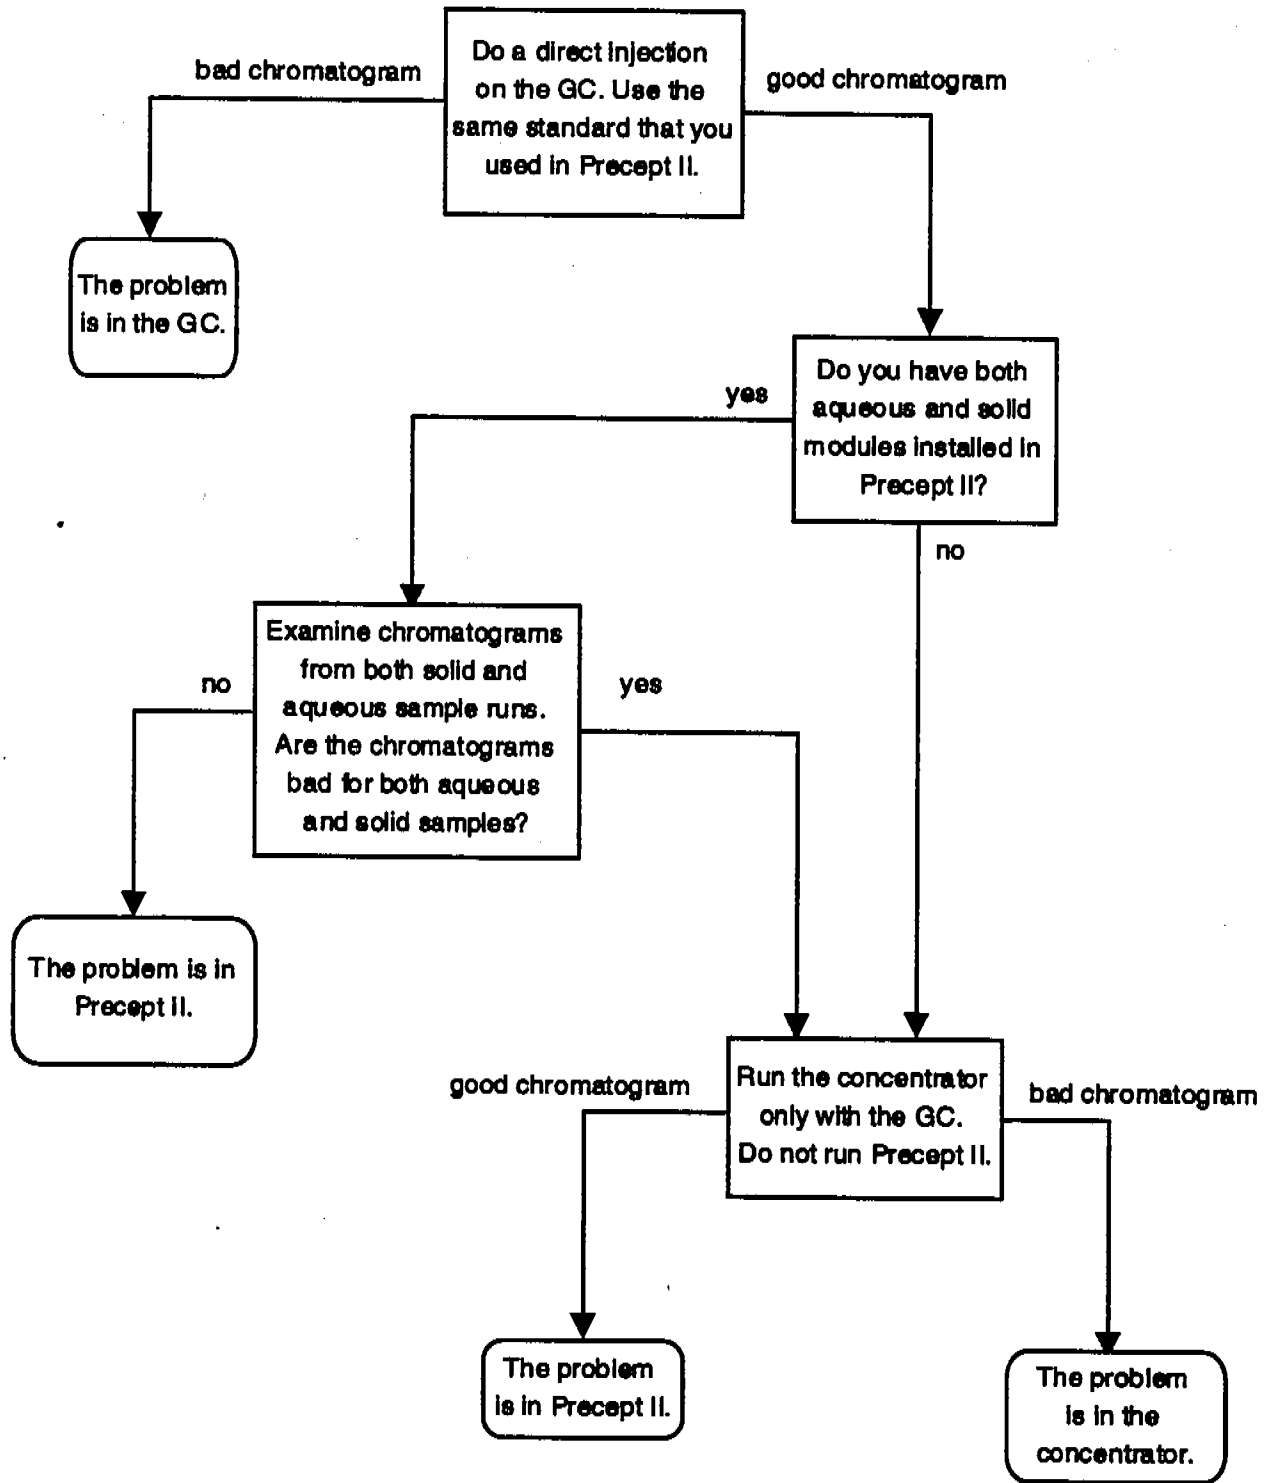 Do a direct injection
on the GC. Use the
same standard that you
used in Precept II.
bad chromatogram
good chromatogram
The problem
is in the GC.
Do you have both
aqueous and solid
modules installed in
Precept II?
yes
no
Examine chromatograms
from both solid and
aqueous sample runs.
Are the chromatograms
bad for both aqueous
and solid samples?
no
yes
The problem is in
Precept II.
Run the concentrator
only with the GC.
Do not run Precept II.
good chromatogram
bad chromatogram
The problem
is in Precept II.
The problem
is in the
concentrator.